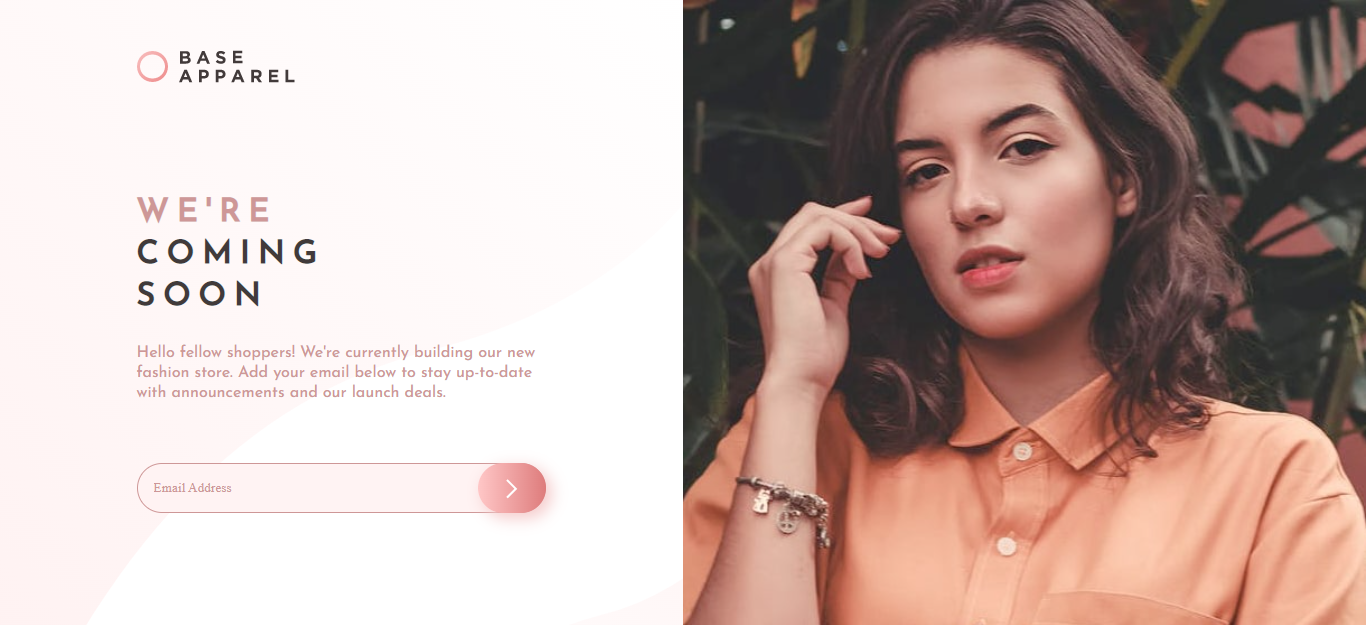 BASE
APPAREL
WE'RE
COMING
SOON
Hello fellow shoppers! We're currently building our new
fashion store. Add your email below to stay up-to-date
with announcements and our launch deals.
Email Address